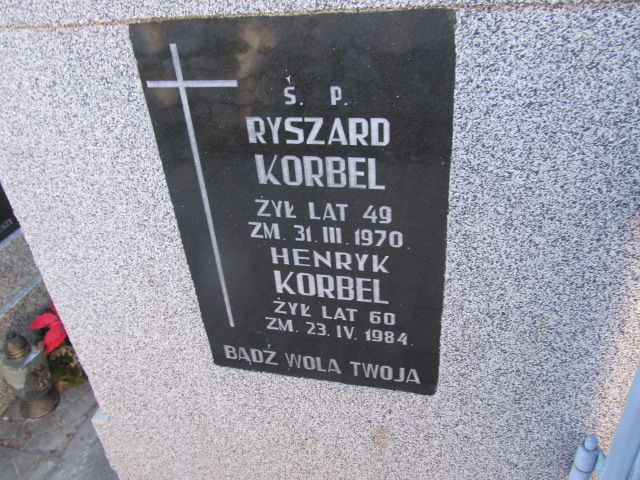 Ś. P.
RYSZARD
KORBEL
ŻYŁ LAT 49
ZM. 31. III. 1970.
HENRYK
KORBEL
ŻYŁ LAT 60
ZM. 23. IV. 1984.
BĄDŹ WOLA TWOJA